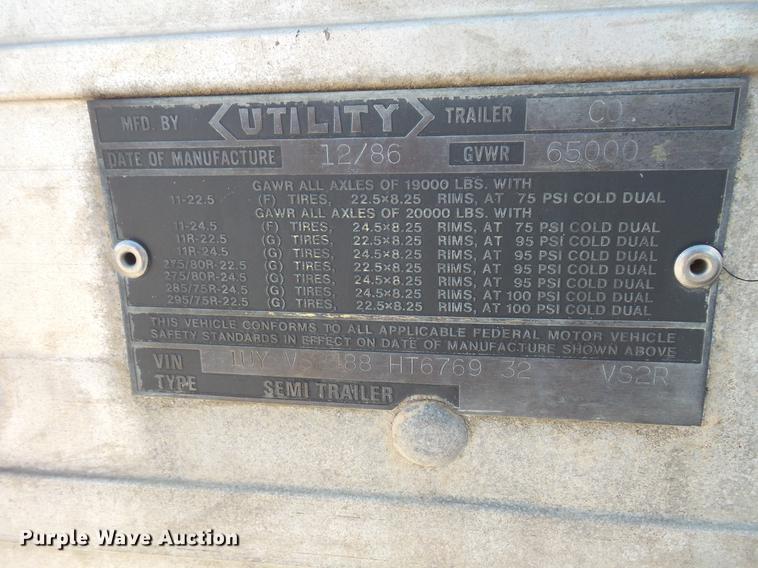 MFD. BY UTILITY TRAILER CO.
DATE OF MANUFACTURE 12/86 GVWR 65000
GAWR ALL AXLES OF 19000 LBS. WITH
11-22.5 (F) TIRES, 22.5×8.25 RIMS, AT 75 PSI COLD DUAL
GAWR ALL AXLES OF 20000 LBS. WITH
11-24.5 (F) TIRES, 24.5×8.25 RIMS, AT 75 PSI COLD DUAL
11R-22.5 (G) TIRES, 22.5×8.25 RIMS, AT 95 PSI COLD DUAL
11R-24.5 (G) TIRES, 24.5×8.25 RIMS, AT 95 PSI COLD DUAL
275/80R-22.5 (G) TIRES, 22.5×8.25 RIMS, AT 95 PSI COLD DUAL
275/80R-24.5 (G) TIRES, 24.5×8.25 RIMS, AT 95 PSI COLD DUAL
285/75R-24.5 (G) TIRES, 24.5×8.25 RIMS, AT 100 PSI COLD DUAL
295/75R-22.5 (G) TIRES, 22.5×8.25 RIMS, AT 100 PSI COLD DUAL
THIS VEHICLE CONFORMS TO ALL APPLICABLE FEDERAL MOTOR VEHICLE
SAFETY STANDARDS IN EFFECT ON DATE OF MANUFACTURE SHOWN ABOVE
VIN 1UY VS HT6769 32 VS2R
TYPE SEMI TRAILER
Purple Wave Auction